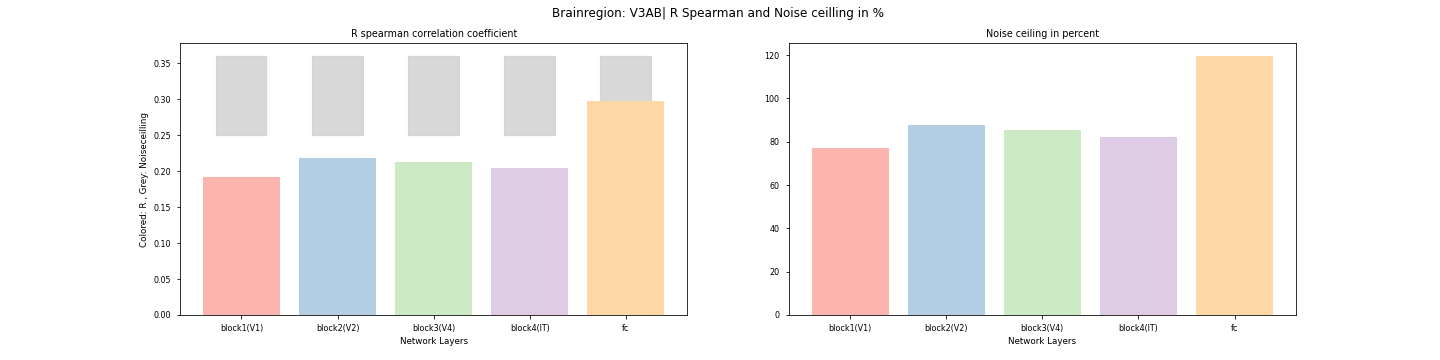 Brainregion: V3AB| R Spearman and Noise ceilling in %
R spearman correlation coefficient
Colored: R , Grey: Noiseceilling
0.35
0.30
0.25
0.20
0.15
0.10
0.05
0.00
block1(V1) block2(V2) block3(V4) block4(IT) fc
Network Layers
Noise ceiling in percent
120
100
80
60
40
20
0
block1(V1) block2(V2) block3(V4) block4(IT) fc
Network Layers